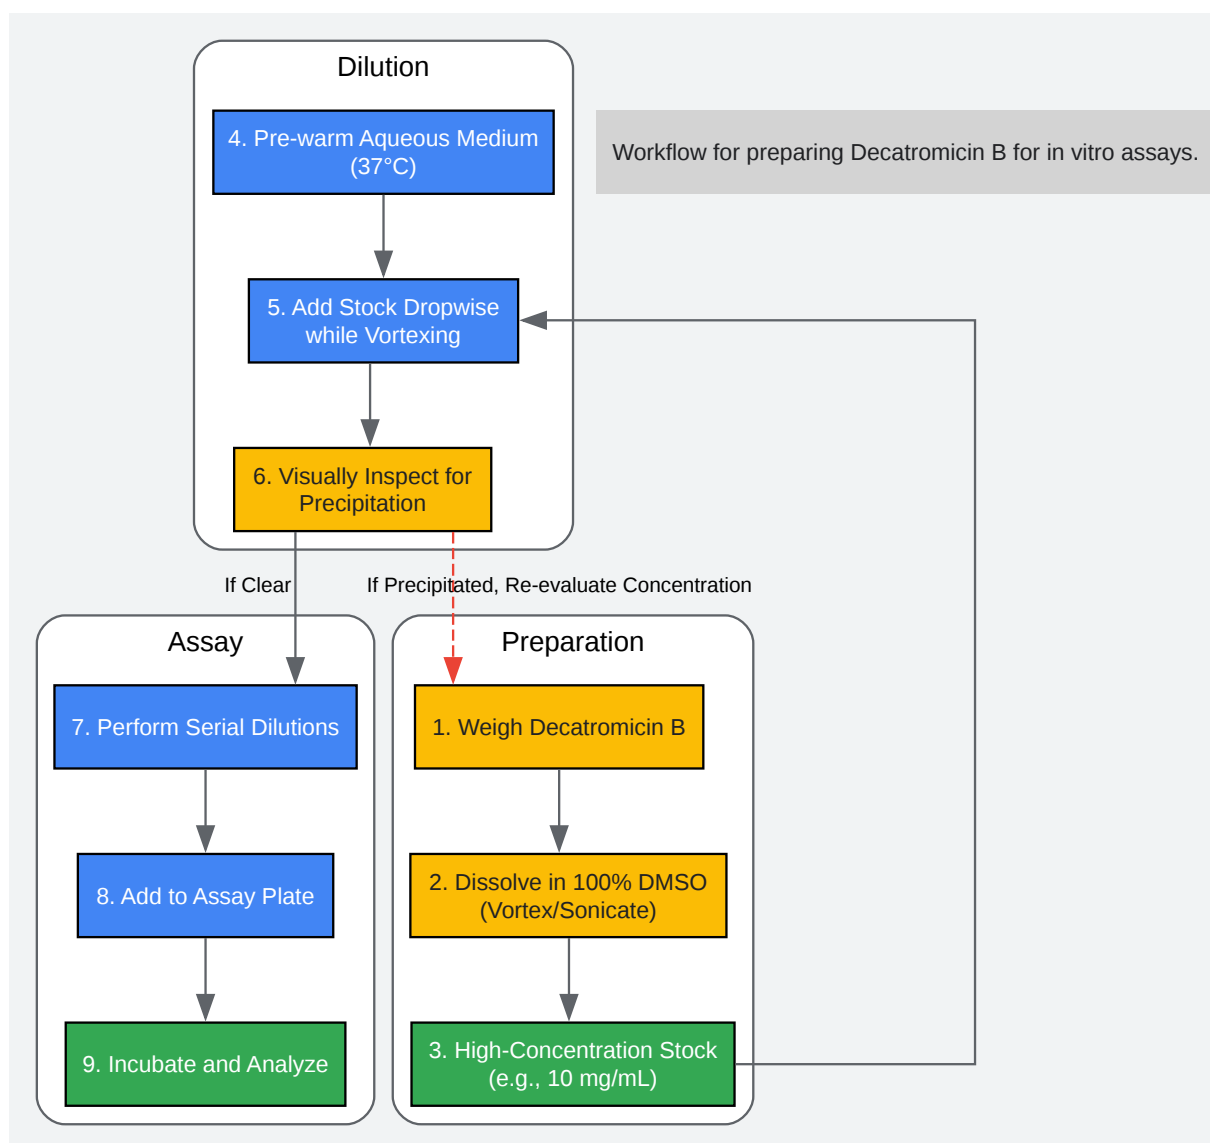 Dilution
4. Pre-warm Aqueous Medium
(37°C)
Workflow for preparing Decatromicin B for in vitro assays.
5. Add Stock Dropwise
while Vortexing
6. Visually Inspect for
Precipitation
If Clear
If Precipitated, Re-evaluate Concentration
Assay
7. Perform Serial Dilutions
8. Add to Assay Plate
9. Incubate and Analyze
Preparation
1. Weigh Decatromicin B
2. Dissolve in 100% DMSO
(Vortex/Sonicate)
3. High-Concentration Stock
(e.g., 10 mg/mL)